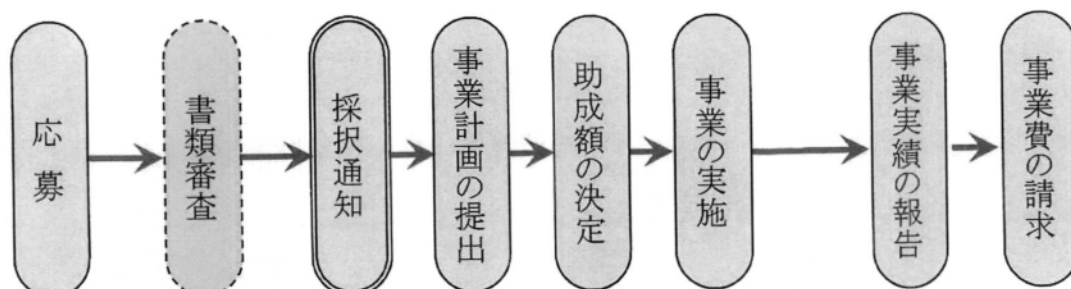 応募
書類審査
採択通知
事業計画の提出
助成額の決定
事業の実施
事業実績の報告
事業費の請求